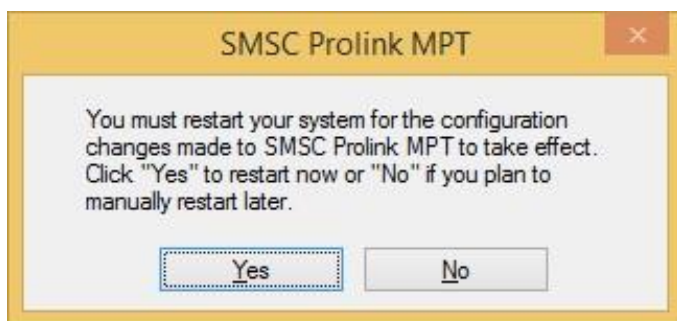 SMSC Prolink MPT
You must restart your system for the configuration
changes made to SMSC Prolink MPT to take effect.
Click "Yes" to restart now or "No" if you plan to
manually restart later.
Yes
No